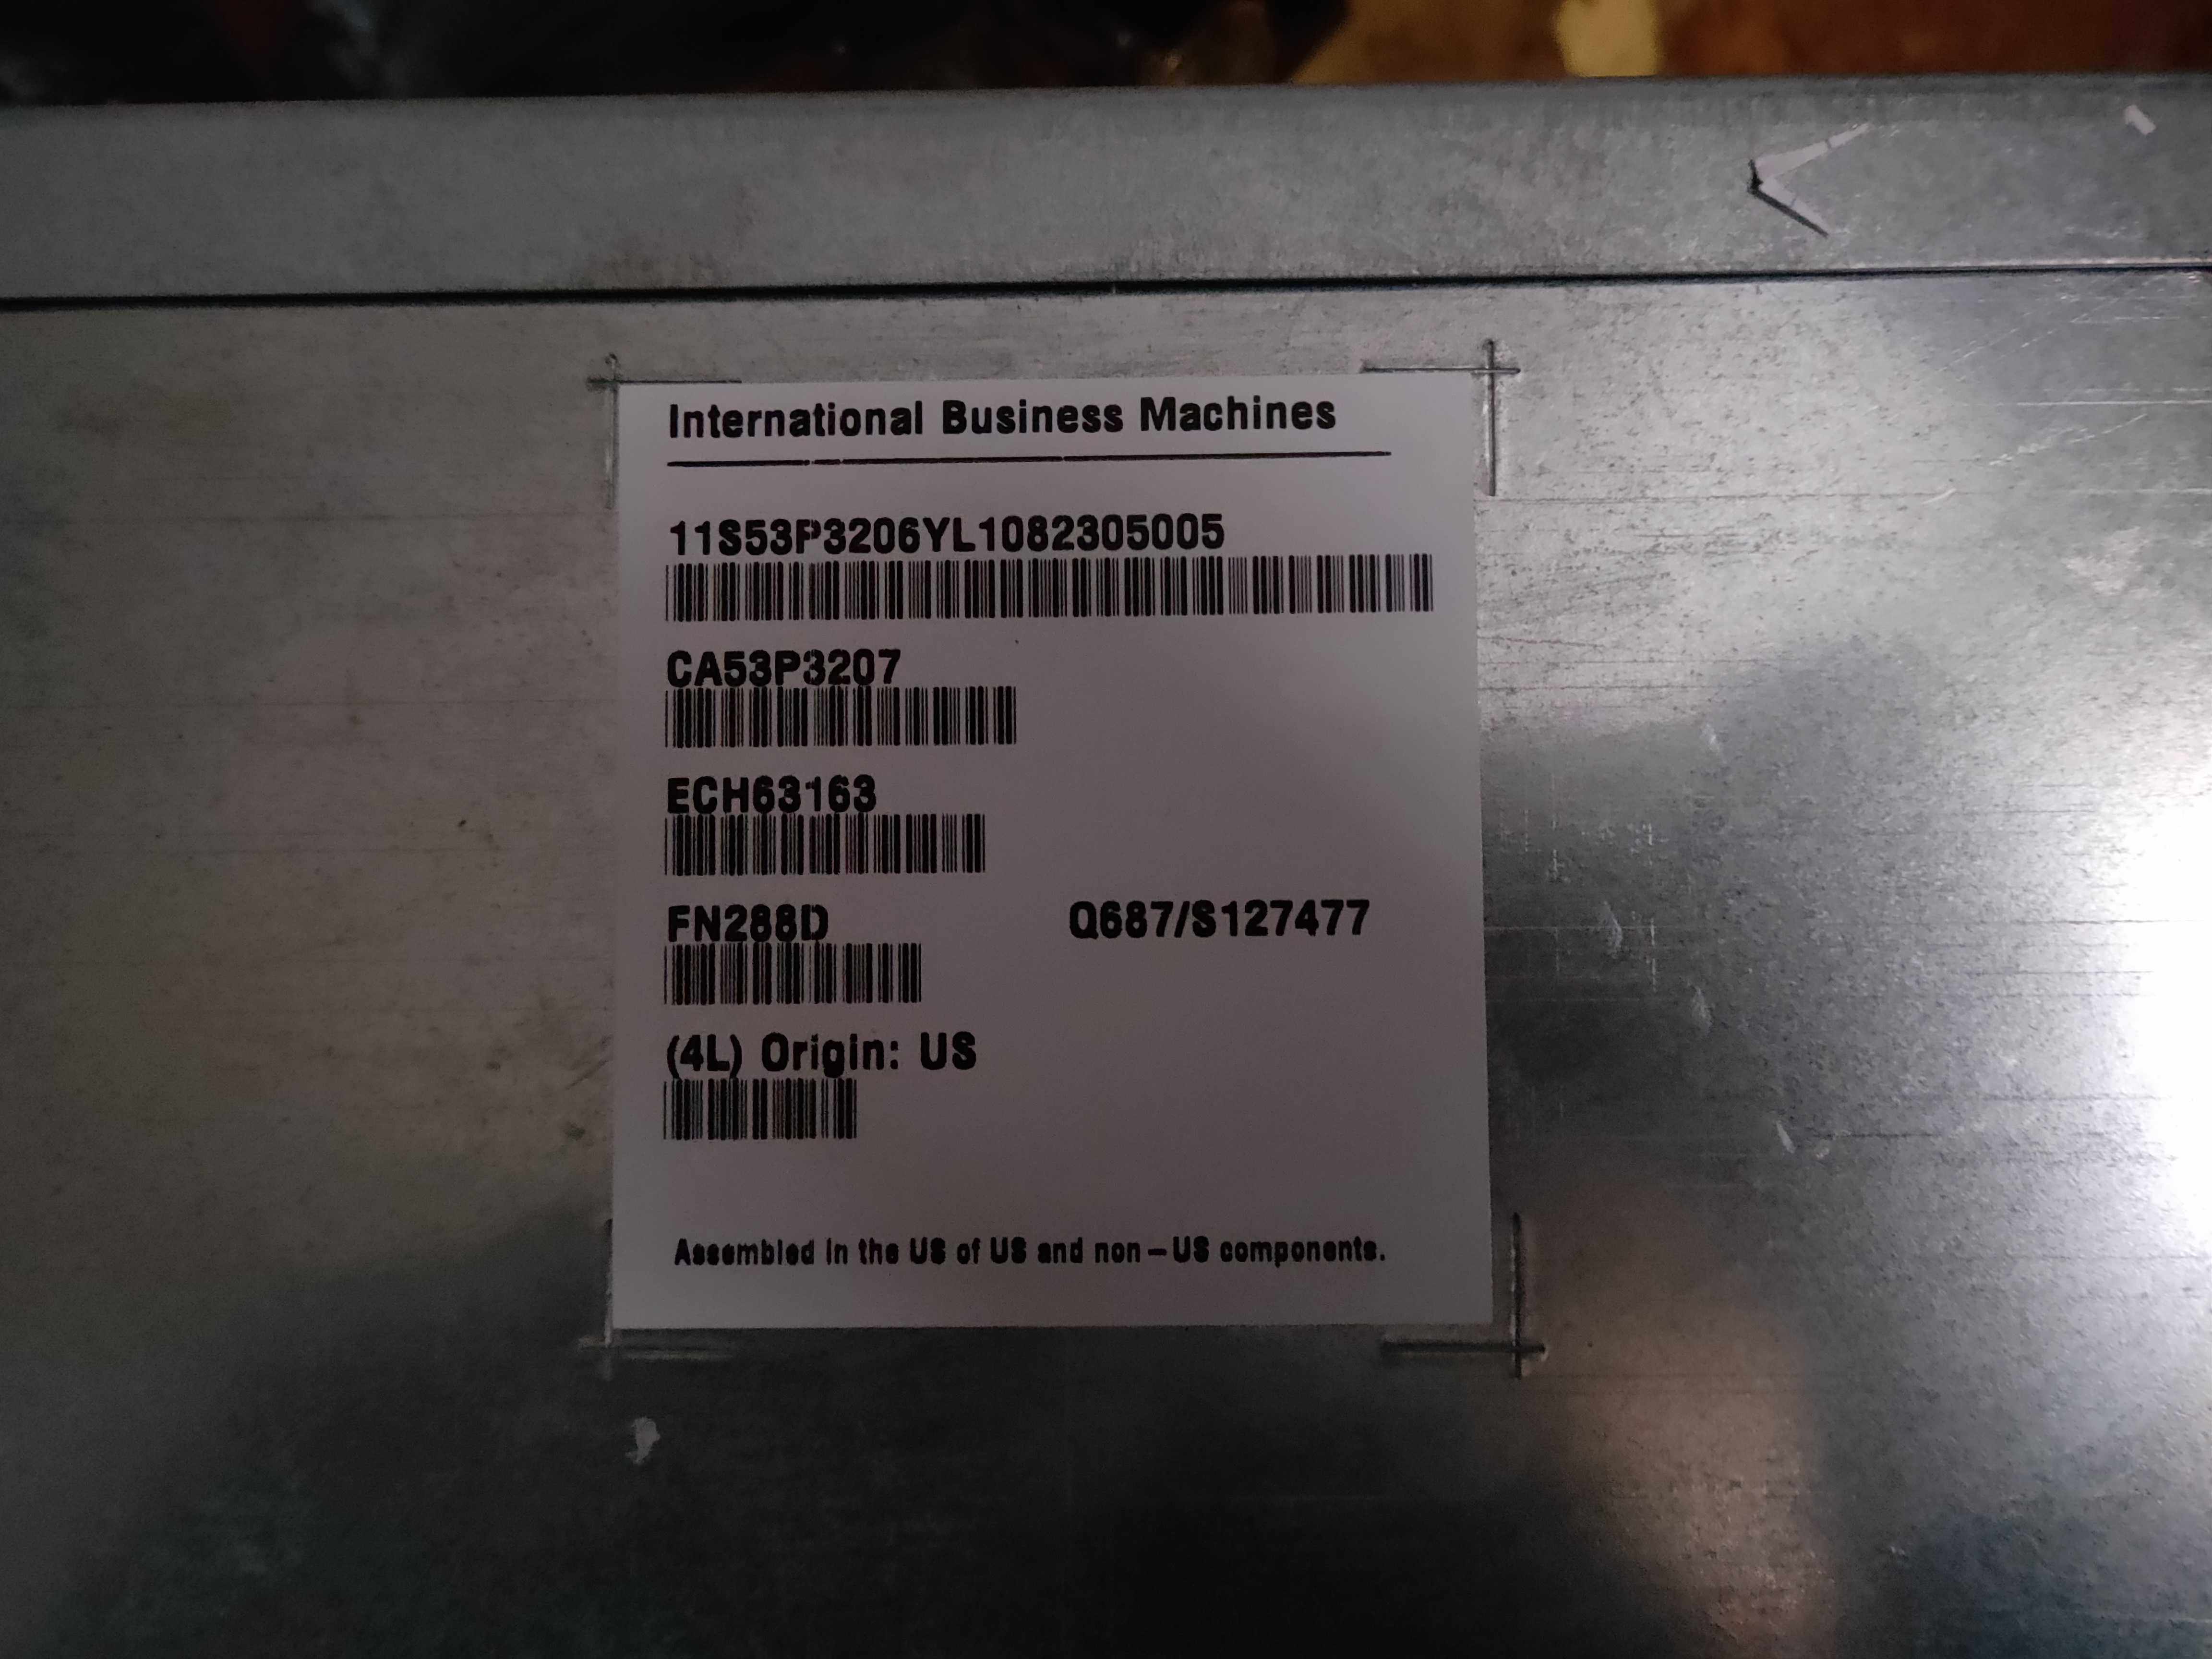 International Business Machines
11S53P3206YL1082305005
CA53P3207
ECH63163
FN288D Q687/S127477
(4L) Origin: US
Assembled in the US of US and non-US components.